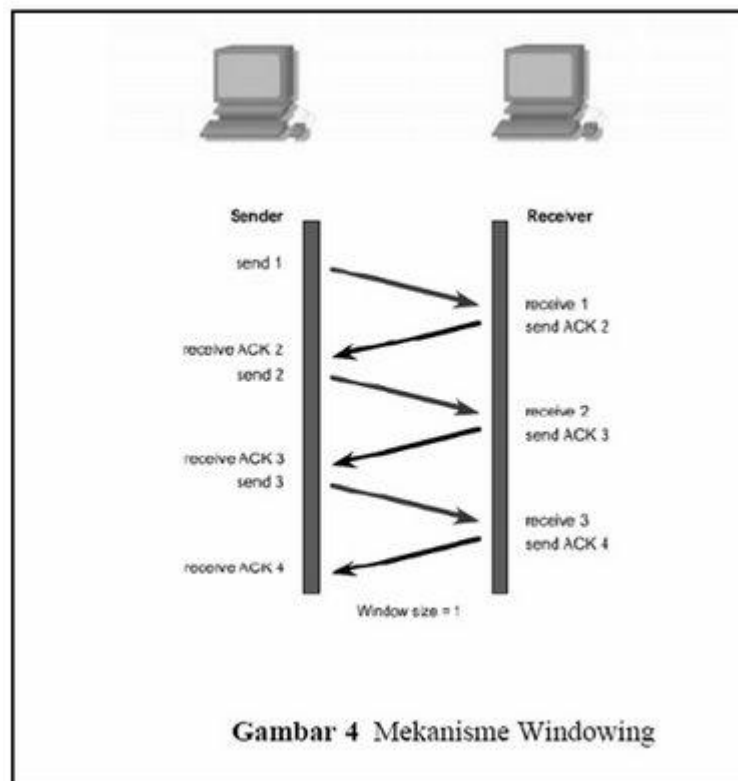 Sender Receiver
send 1
receive 1
send ACK 2
receive ACK 2
send 2
receive 2
send ACK 3
receive ACK 3
send 3
receive 3
send ACK 4
receive ACK 4
Window size = 1
Gambar 4 Mekanisme Windowing